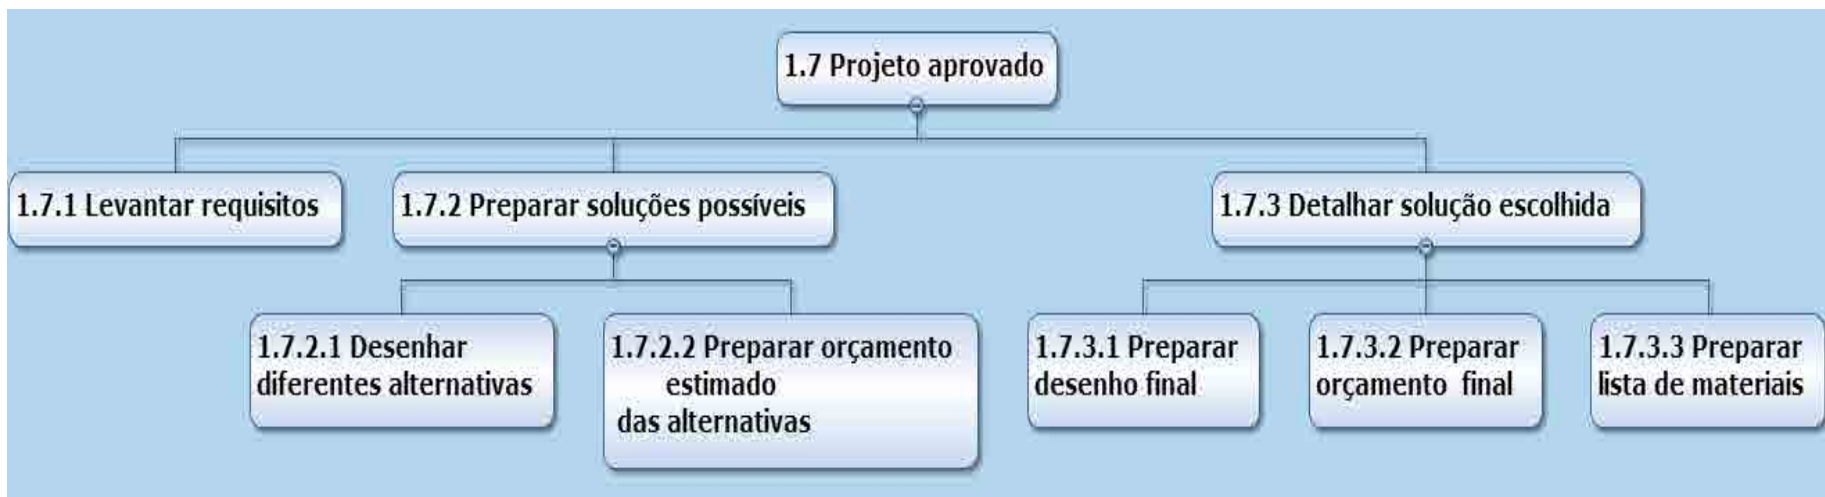 1.7 Projeto aprovado
1.7.1 Levantar requisitos
1.7.2 Preparar soluções possíveis
1.7.3 Detalhar solução escolhida
1.7.2.1 Desenhar
diferentes alternativas
1.7.2.2 Preparar orçamento
estimado
das alternativas
1.7.3.1 Preparar
desenho final
1.7.3.2 Preparar
orçamento final
1.7.3.3 Preparar
lista de materiais